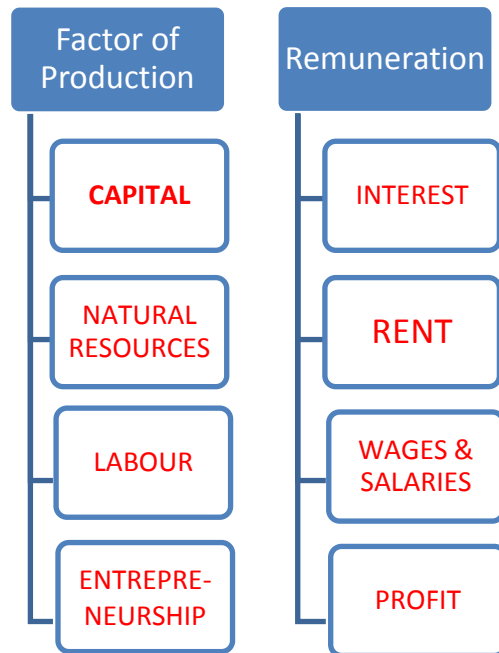 Factor of
Production
CAPITAL
NATURAL
RESOURCES
LABOUR
ENTREPRE-
NEURSHIP
Remuneration
INTEREST
RENT
WAGES &
SALARIES
PROFIT